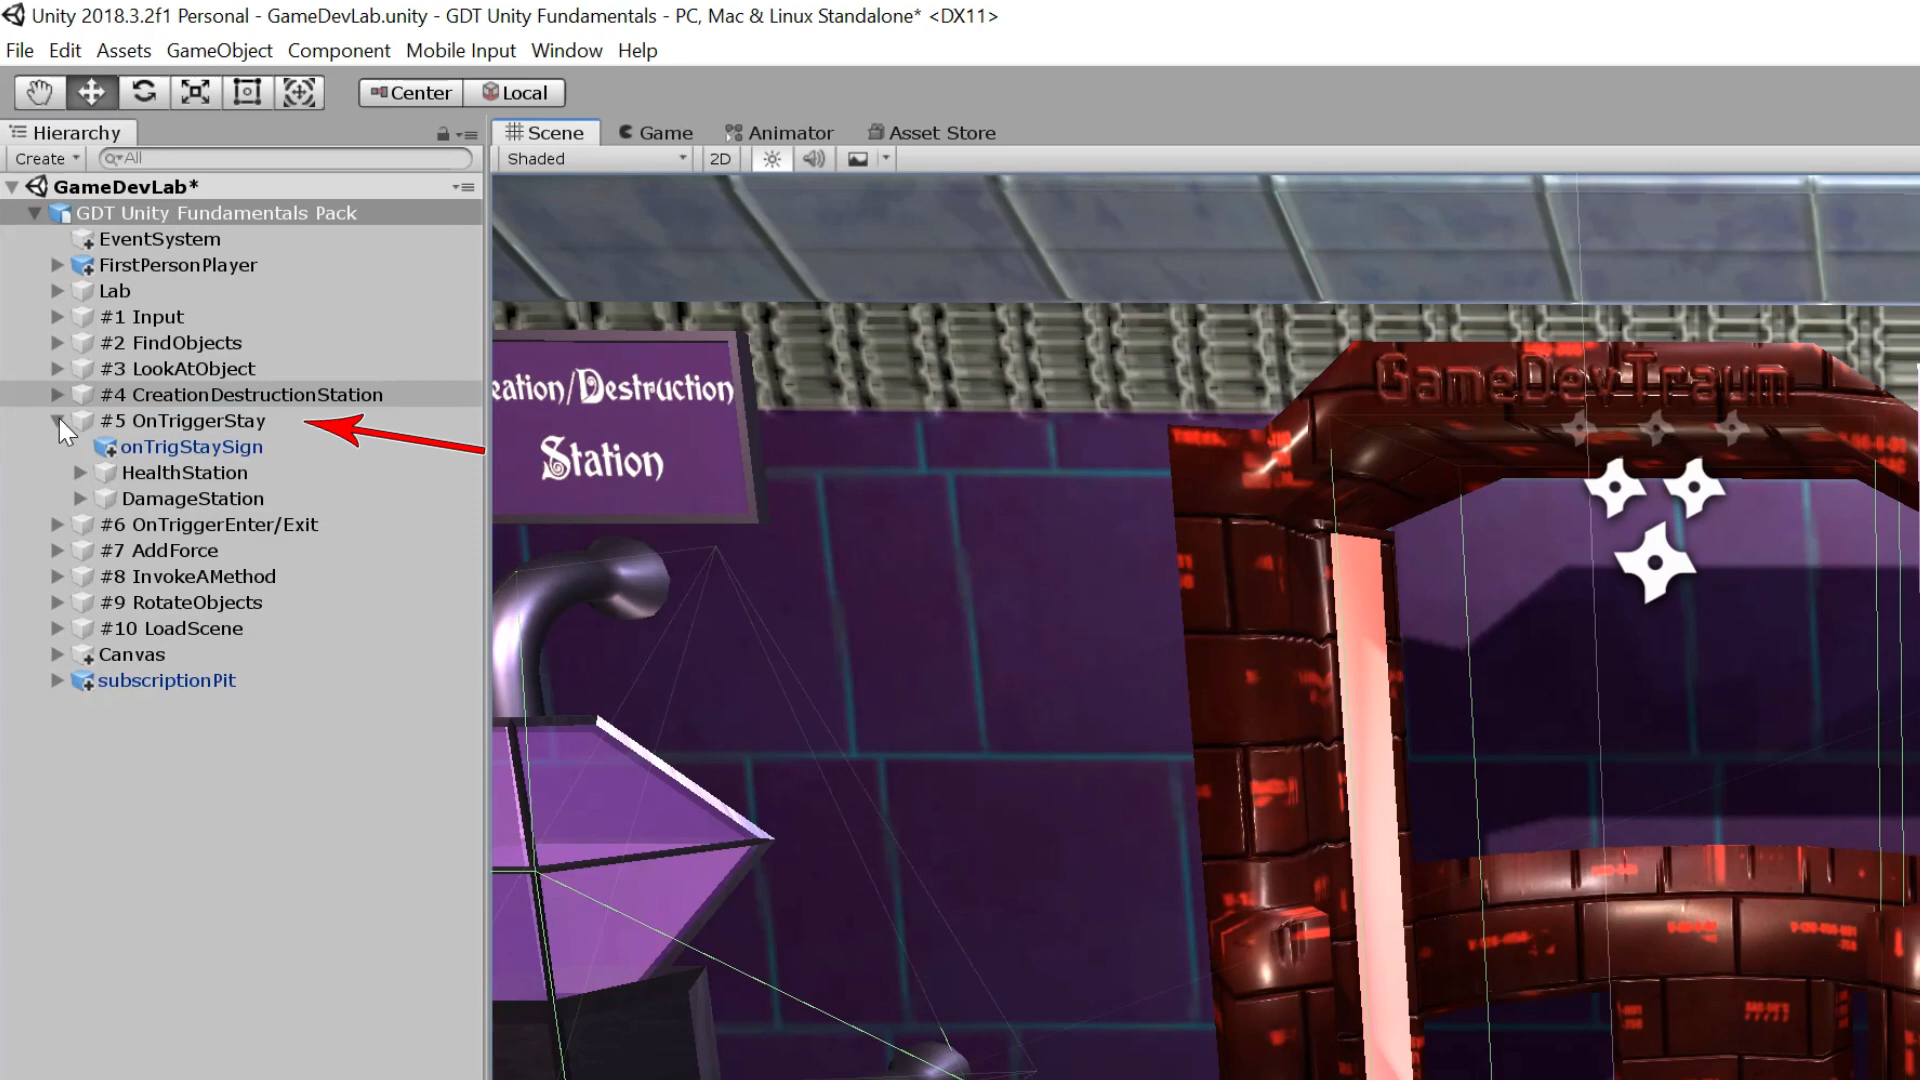 Unity 2018.3.2f1 Personal - GameDevLab.unity - GDT Unity Fundamentals - PC, Mac & Linux Standalone* <DX11>
File Edit Assets GameObject Component Mobile Input Window Help
Center Local
Hierarchy
Scene Game Animator Asset Store
Create All
Shaded 2D
GameDevLab*
GDT Unity Fundamentals Pack
EventSystem
FirstPersonPlayer
Lab
#1 Input
#2 FindObjects
#3 LookAtObject
#4 CreationDestructionStation
#5 OnTriggerStay
onTrigStaySign
HealthStation
DamageStation
#6 OnTriggerEnter/Exit
#7 AddForce
#8 InvokeAMethod
#9 RotateObjects
#10 LoadScene
Canvas
subscriptionPit
eation/Destruction
Station
GameDevTraum